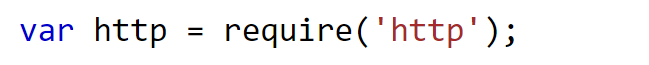 var http = require('http');